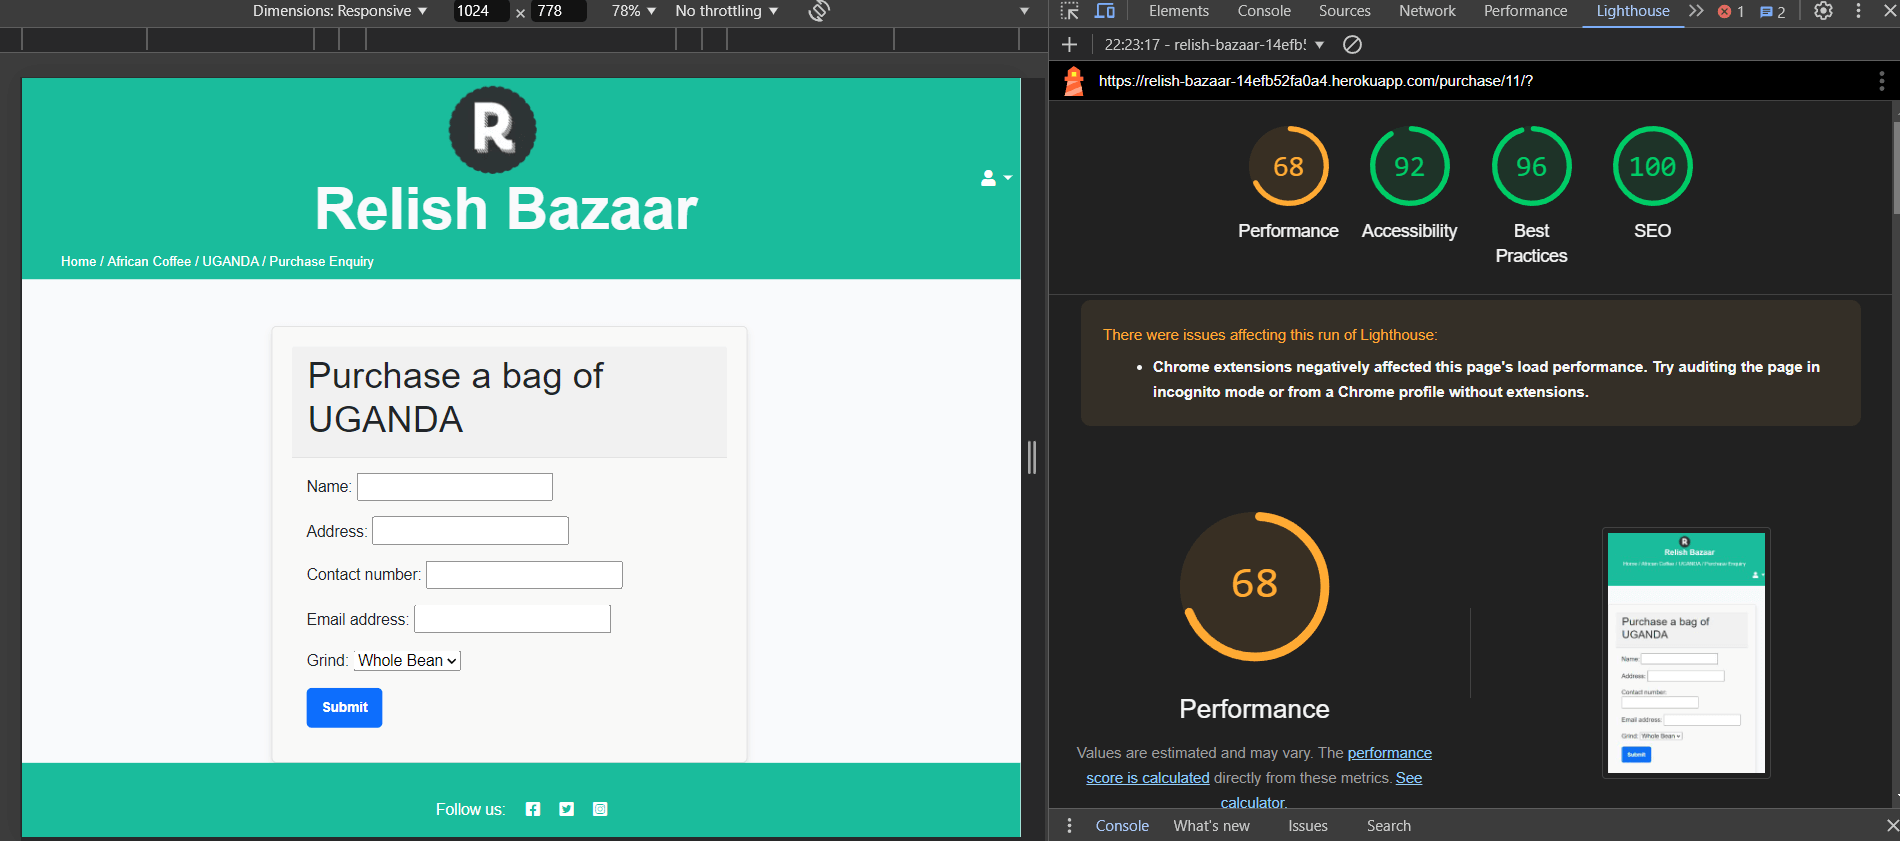 Dimensions: Responsive ▼ 1024 × 778 78% ▼ No throttling ▼
Elements Console Sources Network Performance Lighthouse 1 2
22:23:17 - relish-bazaar-14efb5
https://relish-bazaar-14efb52fa0a4.herokuapp.com/purchase/11/?
R
Relish Bazaar
Home / African Coffee / UGANDA / Purchase Enquiry
Purchase a bag of
UGANDA
Name:
Address:
Contact number:
Email address:
Grind: Whole Bean
Submit
Follow us:
68 92 96 100
Performance Accessibility Best
Practices SEO
There were issues affecting this run of Lighthouse:
• Chrome extensions negatively affected this page's load performance. Try auditing the page in
incognito mode or from a Chrome profile without extensions.
68
Performance
Values are estimated and may vary. The performance
score is calculated directly from these metrics. See
calculator.
R
Relish Bazaar
Home / African Coffee / UGANDA / Purchase Enquiry
Purchase a bag of
UGANDA
Name:
Address:
Contact number:
Email address:
Grind: Whole Bean
Submit
Console What's new Issues Search